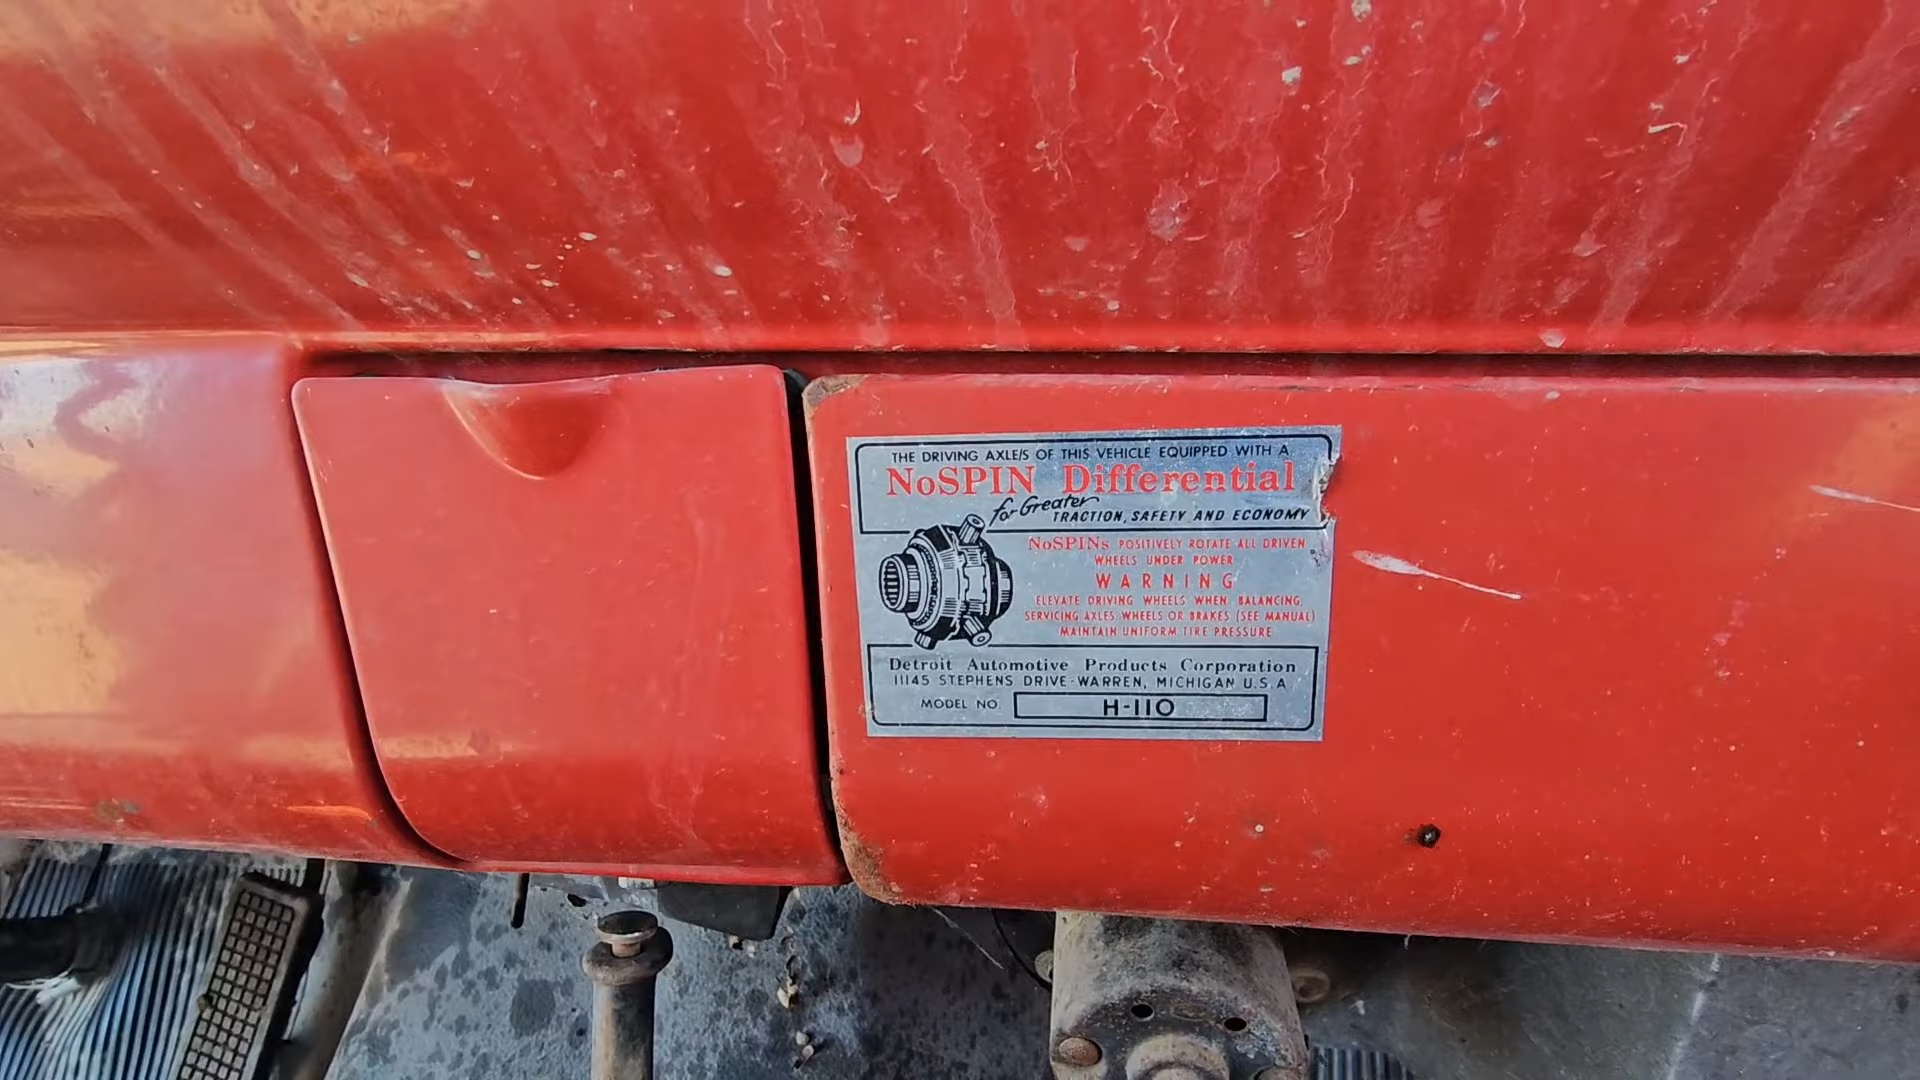 THE DRIVING AXLE/S OF THIS VEHICLE EQUIPPED WITH A
NoSPIN Differential
for Greater
TRACTION, SAFETY AND ECONOMY
NoSPINs POSITIVELY ROTATE ALL DRIVEN
WHEELS UNDER POWER
WARNING
ELEVATE DRIVING WHEELS WHEN BALANCING,
SERVICING AXLES, WHEELS OR BRAKES (SEE MANUAL)
MAINTAIN UNIFORM TIRE PRESSURE
Detroit Automotive Products Corporation
11145 STEPHENS DRIVE-WARREN, MICHIGAN U.S.A
MODEL NO. H-110